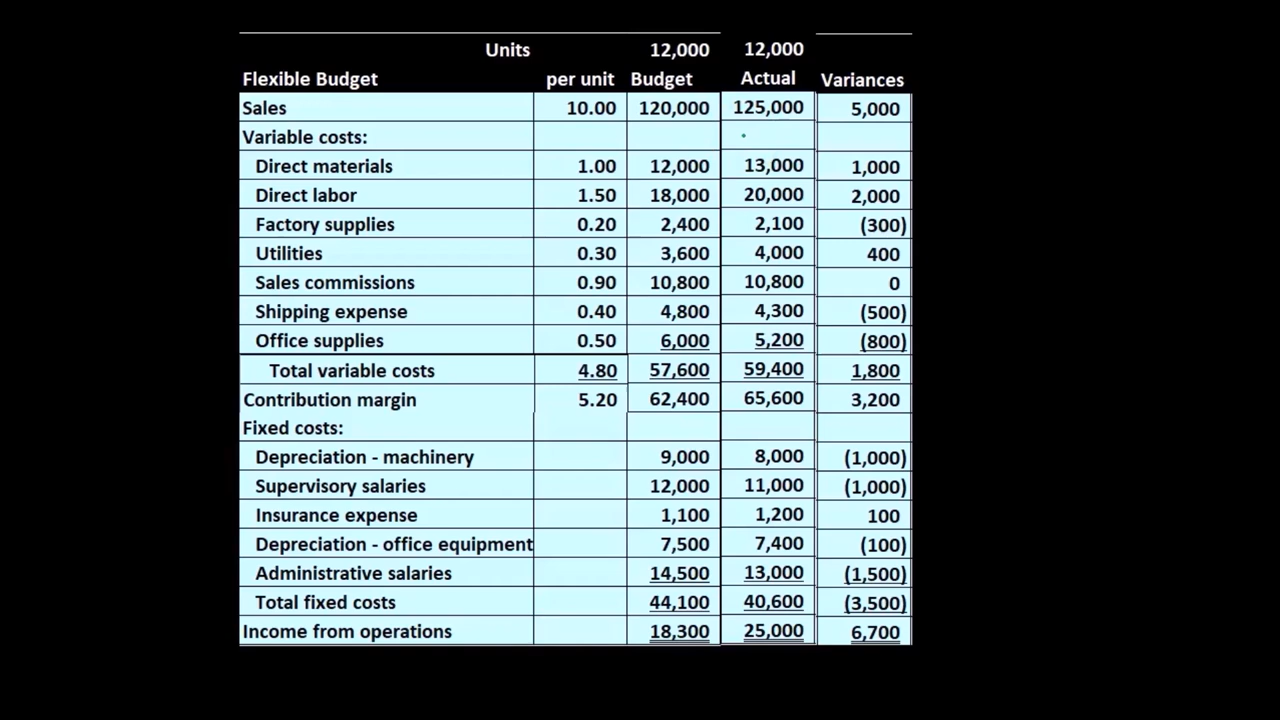 Units 12,000 12,000
Flexible Budget per unit Budget Actual Variances
Sales 10.00 120,000 125,000 5,000
Variable costs:
Direct materials 1.00 12,000 13,000 1,000
Direct labor 1.50 18,000 20,000 2,000
Factory supplies 0.20 2,400 2,100 (300)
Utilities 0.30 3,600 4,000 400
Sales commissions 0.90 10,800 10,800 0
Shipping expense 0.40 4,800 4,300 (500)
Office supplies 0.50 6,000 5,200 (800)
Total variable costs 4.80 57,600 59,400 1,800
Contribution margin 5.20 62,400 65,600 3,200
Fixed costs:
Depreciation - machinery 9,000 8,000 (1,000)
Supervisory salaries 12,000 11,000 (1,000)
Insurance expense 1,100 1,200 100
Depreciation - office equipment 7,500 7,400 (100)
Administrative salaries 14,500 13,000 (1,500)
Total fixed costs 44,100 40,600 (3,500)
Income from operations 18,300 25,000 6,700